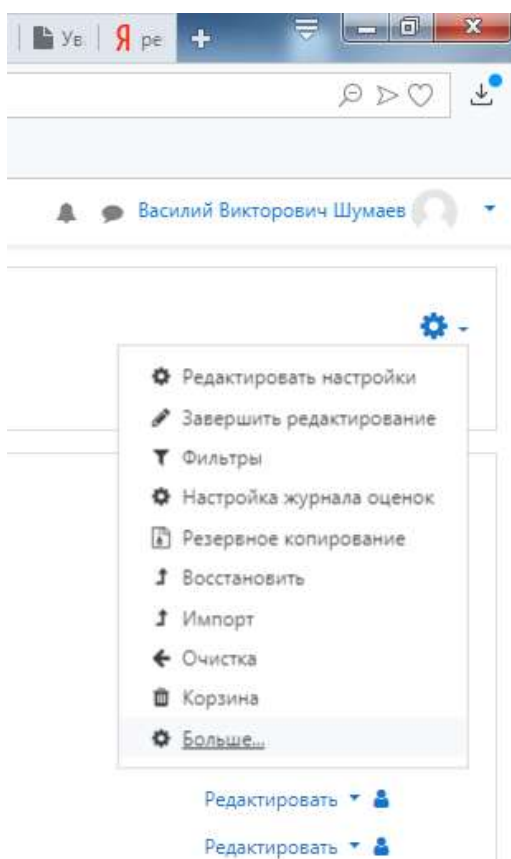 Ув Я ре
Василий Викторович Шумаев
Редактировать настройки
Завершить редактирование
Фильтры
Настройка журнала оценок
Резервное копирование
Восстановить
Импорт
Очистка
Корзина
Больше...
Редактировать
Редактировать